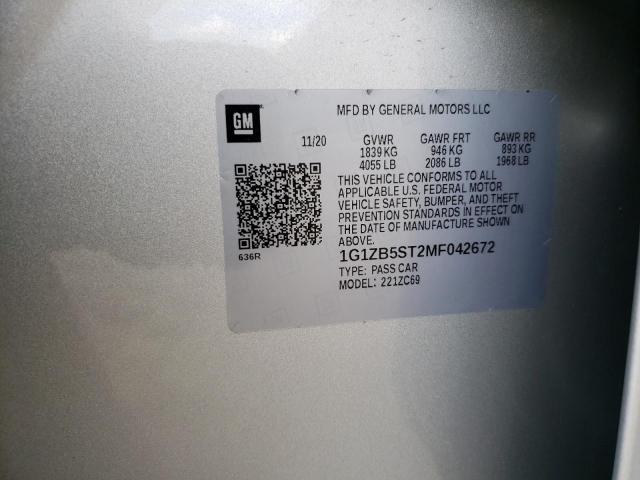 GM
MFD BY GENERAL MOTORS LLC
11/20 GVWR GAWR FRT GAWR RR
1839 KG 946 KG 893 KG
4055 LB 2086 LB 1968 LB
THIS VEHICLE CONFORMS TO ALL
APPLICABLE U.S. FEDERAL MOTOR
VEHICLE SAFETY, BUMPER, AND THEFT
PREVENTION STANDARDS IN EFFECT ON
THE DATE OF MANUFACTURE SHOWN
ABOVE.
636R
1G1ZB5ST2MF042672
TYPE: PASS CAR
MODEL: 221ZC69